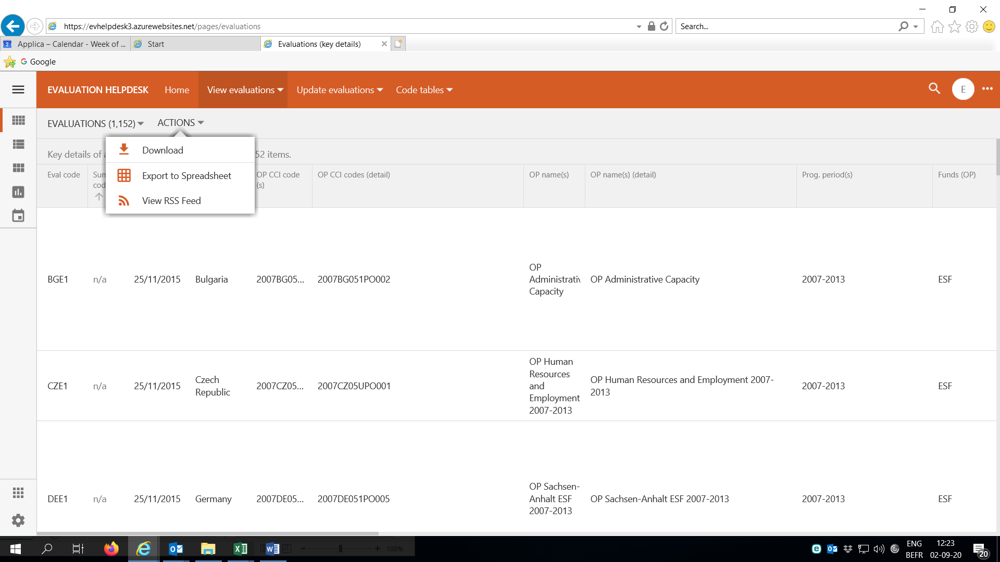 https://evhelpdesk3.azurewebsites.net/pages/evaluations
Search...
Applica – Calendar - Week of ...
Start
Evaluations (key details)
Google
EVALUATION HELPDESK
Home
View evaluations
Update evaluations
Code tables
E
EVALUATIONS (1,152)
ACTIONS
Download
Export to Spreadsheet
View RSS Feed
Key details of a
52 items.
Eval code
Sum
cod
OP CCI code
(s)
OP CCI codes (detail)
OP name(s)
OP name(s) (detail)
Prog. period(s)
Funds (OP)
BGE1
n/a
25/11/2015
Bulgaria
2007BG05...
2007BG051PO002
OP
Administrativ
Capacity
OP Administrative Capacity
2007-2013
ESF
CZE1
n/a
25/11/2015
Czech
Republic
2007CZ05...
2007CZ05UPO001
OP Human
Resources
and
Employment
2007-2013
OP Human Resources and Employment 2007-
2013
2007-2013
ESF
DEE1
n/a
25/11/2015
Germany
2007DE05...
2007DE051PO005
OP Sachsen-
Anhalt ESF
2007-2013
OP Sachsen-Anhalt ESF 2007-2013
2007-2013
ESF
100%
ENG
BEFR
12:23
02-09-20
20